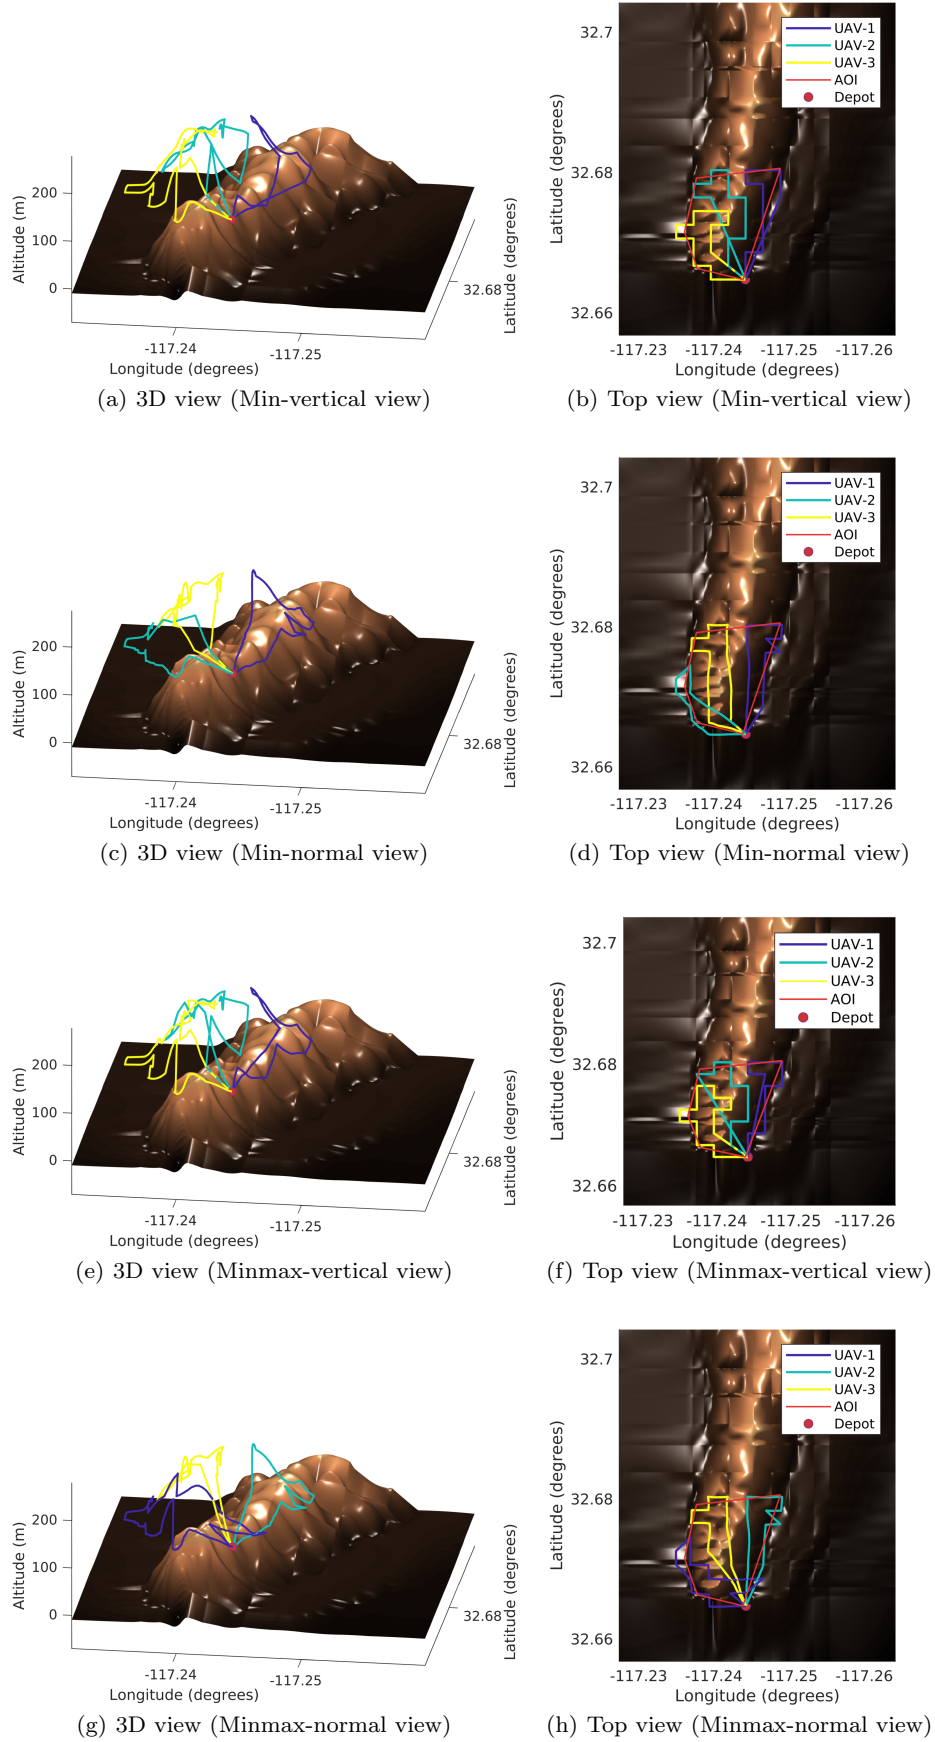 200
100
0
Altitude (m)
-117.24
-117.25
Longitude (degrees)
32.68
Latitude (degrees)
(a) 3D view (Min-vertical view)
32.7
32.68
32.66
Latitude (degrees)
UAV-1
UAV-2
UAV-3
AOI
Depot
-117.23 -117.24 -117.25 -117.26
Longitude (degrees)
(b) Top view (Min-vertical view)
200
100
0
Altitude (m)
-117.24
-117.25
Longitude (degrees)
32.68
Latitude (degrees)
(c) 3D view (Min-normal view)
32.7
32.68
32.66
Latitude (degrees)
UAV-1
UAV-2
UAV-3
AOI
Depot
-117.23 -117.24 -117.25 -117.26
Longitude (degrees)
(d) Top view (Min-normal view)
200
100
0
Altitude (m)
-117.24
-117.25
Longitude (degrees)
32.68
Latitude (degrees)
(e) 3D view (Minmax-vertical view)
32.7
32.68
32.66
Latitude (degrees)
UAV-1
UAV-2
UAV-3
AOI
Depot
-117.23 -117.24 -117.25 -117.26
Longitude (degrees)
(f) Top view (Minmax-vertical view)
200
100
0
Altitude (m)
-117.24
-117.25
Longitude (degrees)
32.68
Latitude (degrees)
(g) 3D view (Minmax-normal view)
32.7
32.68
32.66
Latitude (degrees)
UAV-1
UAV-2
UAV-3
AOI
Depot
-117.23 -117.24 -117.25 -117.26
Longitude (degrees)
(h) Top view (Minmax-normal view)